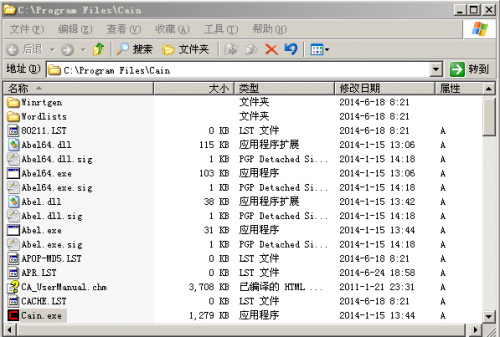 C:\Program Files\Cain
文件(F) 编辑(E) 查看(V) 收藏(A) 工具(T) 帮助(H)
后退 搜索 文件夹
地址(D) C:\Program Files\Cain 转到
名称 大小 类型 修改日期 属性
Winrtgen 文件夹 2014-6-18 8:21
Wordlists 文件夹 2014-6-18 8:21
80211.LST 0 KB LST 文件 2014-6-18 8:21 A
Abel64.dll 115 KB 应用程序扩展 2014-1-15 13:06 A
Abel64.dll.sig 1 KB PGP Detached Si... 2014-1-15 14:18 A
Abel64.exe 103 KB 应用程序 2014-1-15 13:06 A
Abel64.exe.sig 1 KB PGP Detached Si... 2014-1-15 14:18 A
Abel.dll 38 KB 应用程序扩展 2014-1-15 13:42 A
Abel.dll.sig 1 KB PGP Detached Si... 2014-1-15 14:18 A
Abel.exe 31 KB 应用程序 2014-1-15 13:44 A
Abel.exe.sig 1 KB PGP Detached Si... 2014-1-15 14:18 A
APOP-MD5.LST 0 KB LST 文件 2014-6-18 8:21 A
APR.LST 0 KB LST 文件 2014-6-24 18:58 A
CA_UserManual.chm 3,708 KB 已编译的 HTML ... 2011-1-21 23:31 A
CACHE.LST 0 KB LST 文件 2014-6-18 8:21 A
Cain.exe 1,279 KB 应用程序 2014-1-15 13:44 A